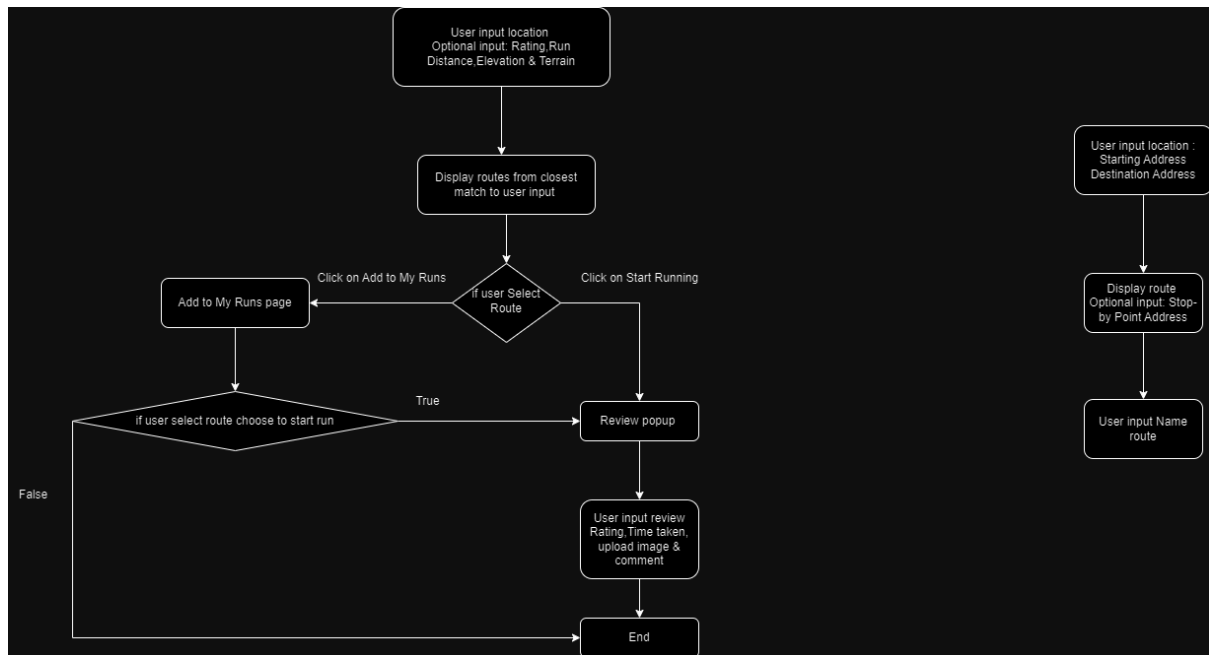 User input location
Optional input: Rating,Run
Distance,Elevation & Terrain
Display routes from closest
match to user input
Click on Add to My Runs
if user Select
Route
Click on Start Running
Add to My Runs page
if user select route choose to start run
True
False
Review popup
User input review
Rating,Time taken,
upload image &
comment
End
User input location :
Starting Address
Destination Address
Display route
Optional input: Stop-
by Point Address
User input Name
route